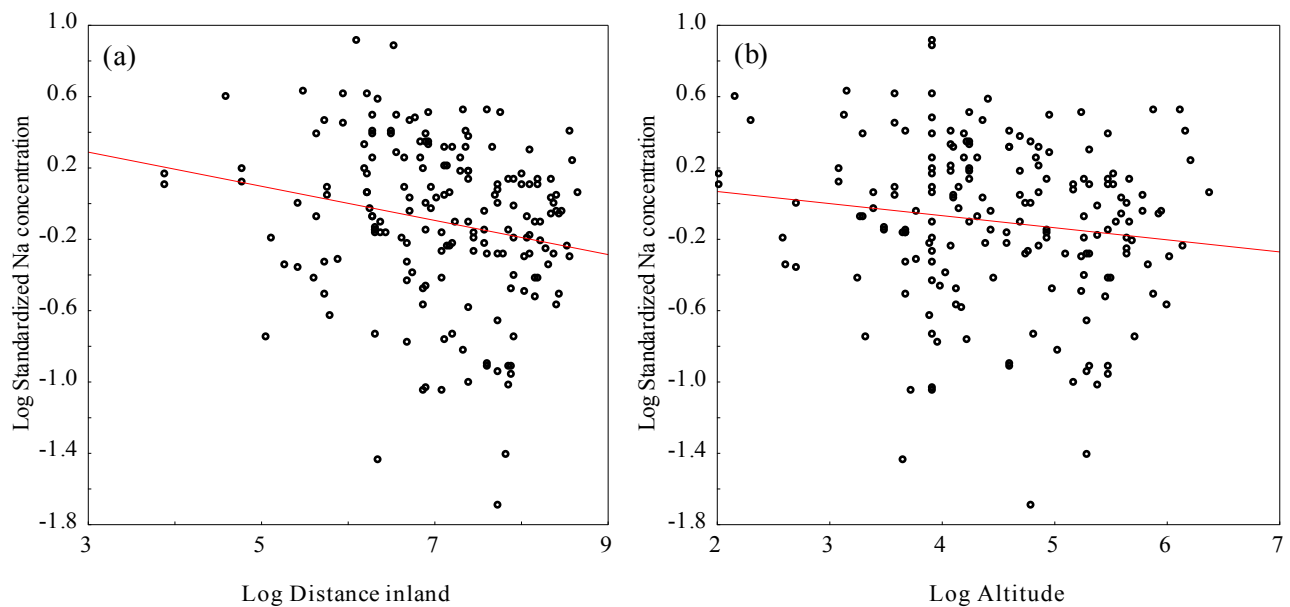 (a)
Log Standardized Na concentration
1.0
0.6
0.2
-0.2
-0.6
-1.0
-1.4
-1.8
3 5 7 9
Log Distance inland
(b)
Log Standardized Na concentration
1.0
0.6
0.2
-0.2
-0.6
-1.0
-1.4
-1.8
2 3 4 5 6 7
Log Altitude